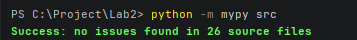 PS C:\Project\Lab2> python -m mypy src
Success: no issues found in 26 source files